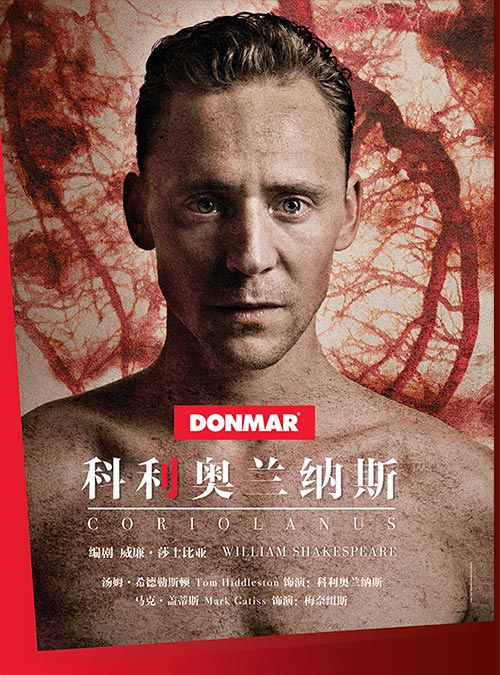 DONMAR®
科利奥兰纳斯
CORIOLANUS
编剧 威廉·莎士比亚 WILLIAM SHAKESPEARE
汤姆·希德勒斯顿 Tom Hiddleston 饰演：科利奥兰纳斯
马克·盖蒂斯 Mark Gatiss 饰演：梅奈纽斯